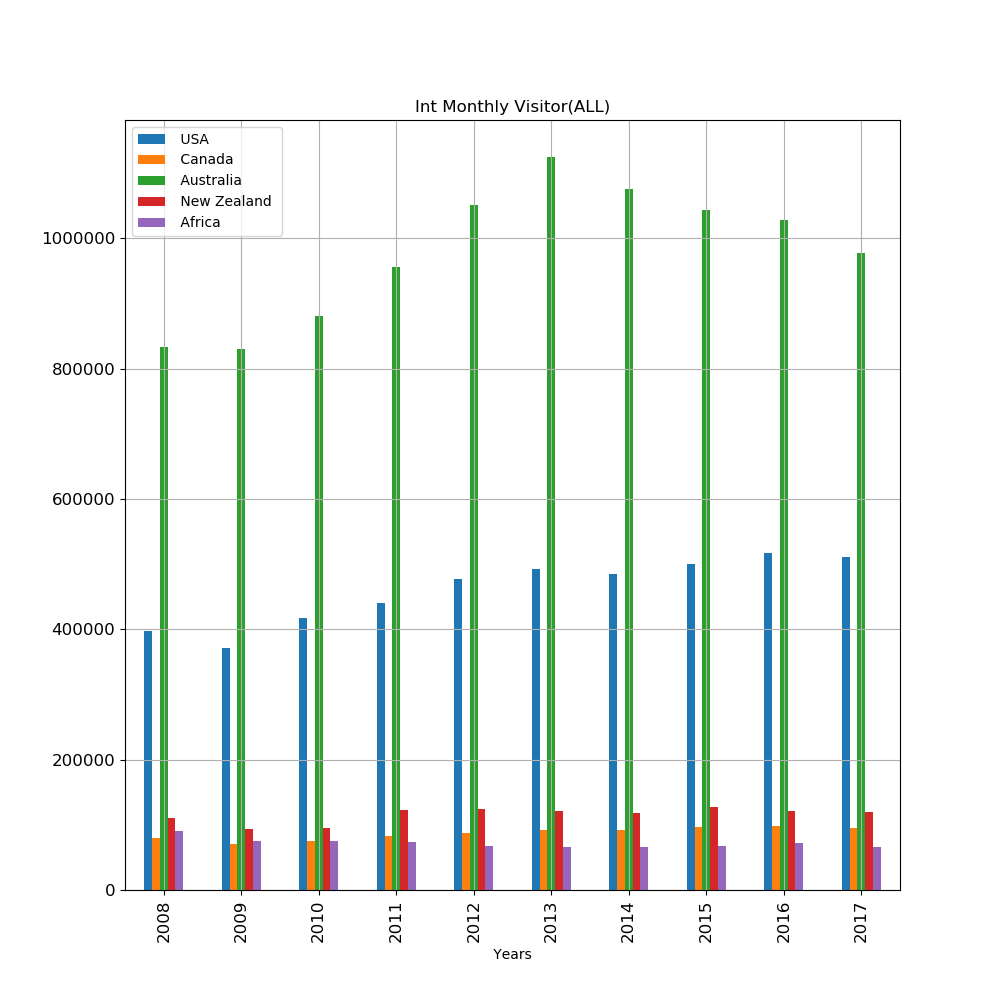 Int Monthly Visitor(ALL)
USA
Canada
Australia
New Zealand
Africa
1000000
800000
600000
400000
200000
0
2008
2009
2010
2011
2012
2013
2014
2015
2016
2017
Years